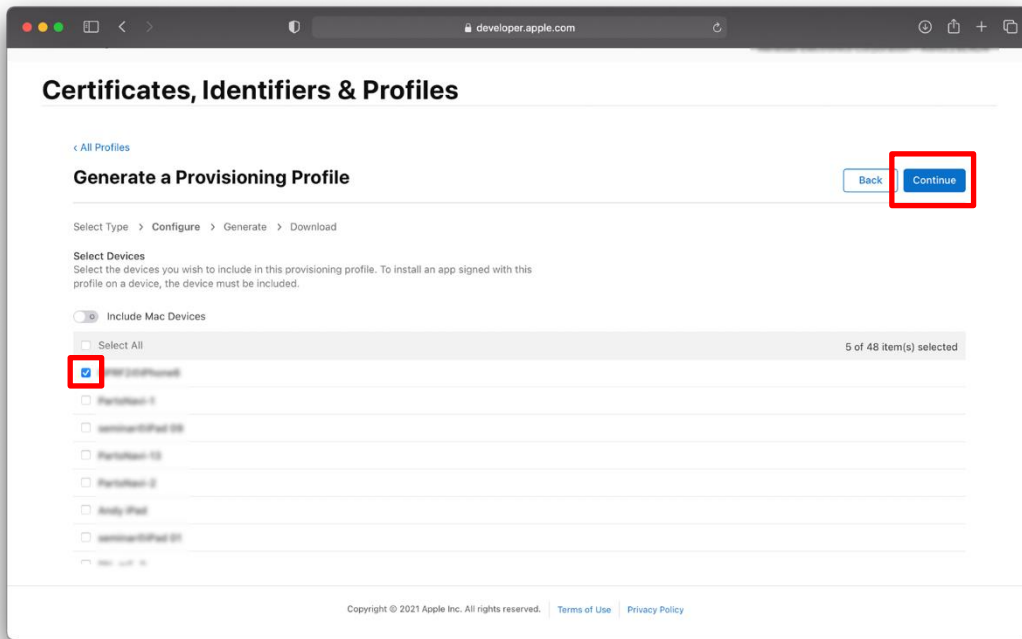 developer.apple.com
Certificates, Identifiers & Profiles
‹ All Profiles
Generate a Provisioning Profile
Back
Continue
Select Type > Configure > Generate > Download
Select Devices
Select the devices you wish to include in this provisioning profile. To install an app signed with this
profile on a device, the device must be included.
Include Mac Devices
Select All
5 of 48 item(s) selected
Copyright © 2021 Apple Inc. All rights reserved.
Terms of Use
Privacy Policy